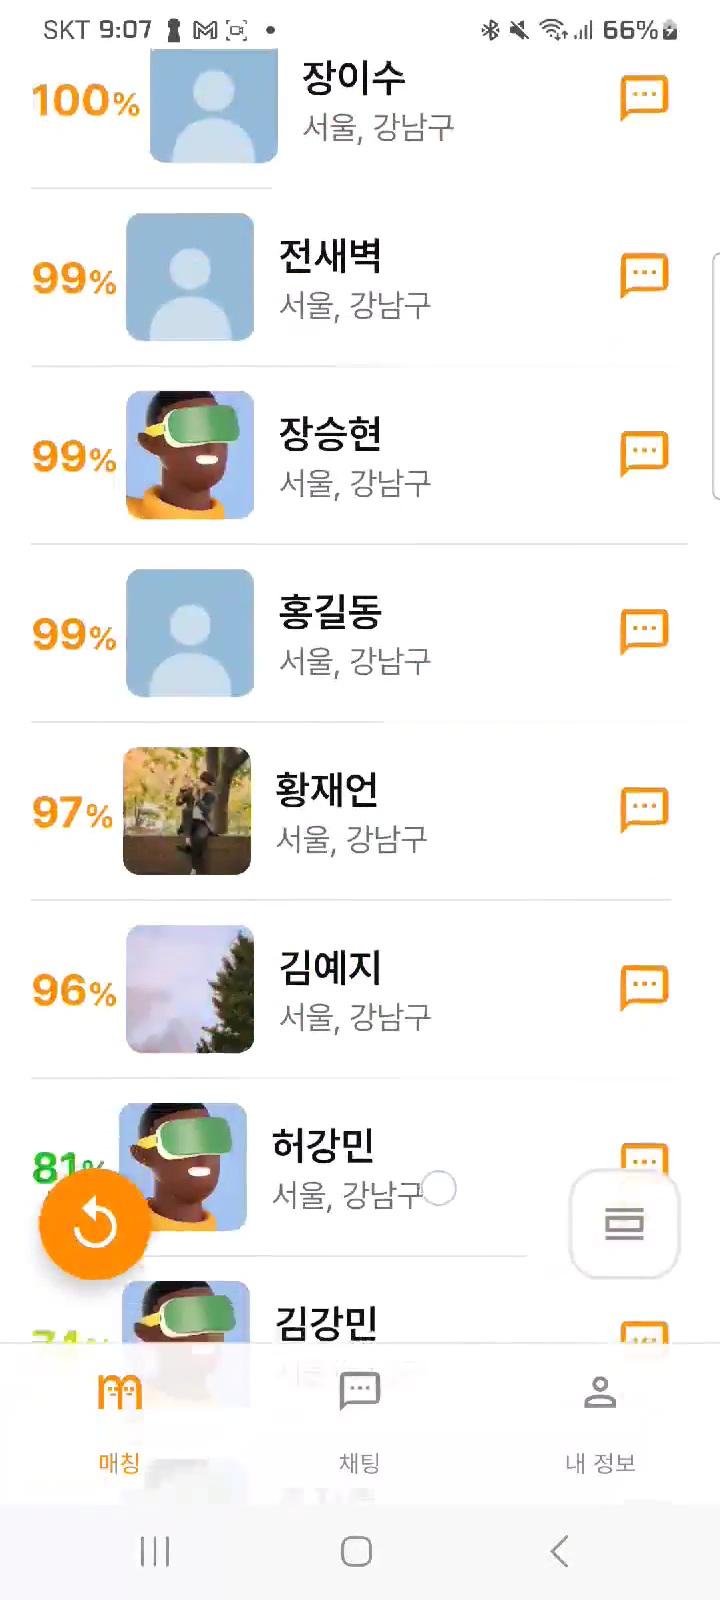 SKT 9:07
66%
100%
장이수
서울, 강남구
99%
전새벽
서울, 강남구
99%
장승현
서울, 강남구
99%
홍길동
서울, 강남구
97%
황재언
서울, 강남구
96%
김예지
서울, 강남구
81%
허강민
서울, 강남구
김강민
매칭
채팅
내 정보